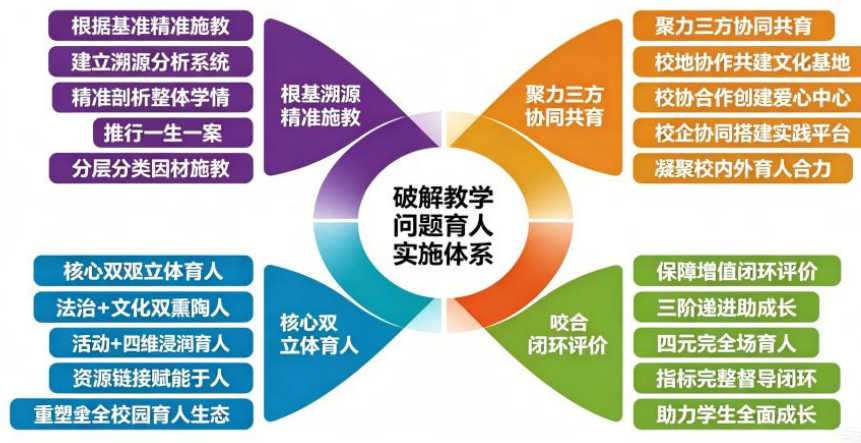 根据基准精准施教
建立溯源分析系统
精准剖析整体学情
推行一生一案
分层分类因材施教
根基溯源
精准施教
聚力三方
协同共育
聚力三方协同共育
校地协作共建文化基地
校协合作创建爱心中心
校企协同搭建实践平台
凝聚校内外育人合力
破解教学
问题育人
实施体系
核心双双立体育人
法治+文化双熏陶人
活动+四维浸润育人
资源链接赋能于人
重塑全校园育人生态
核心双
立体育人
咬合
闭环评价
保障增值闭环评价
三阶递进助成长
四元完全场育人
指标完整督导闭环
助力学生全面成长